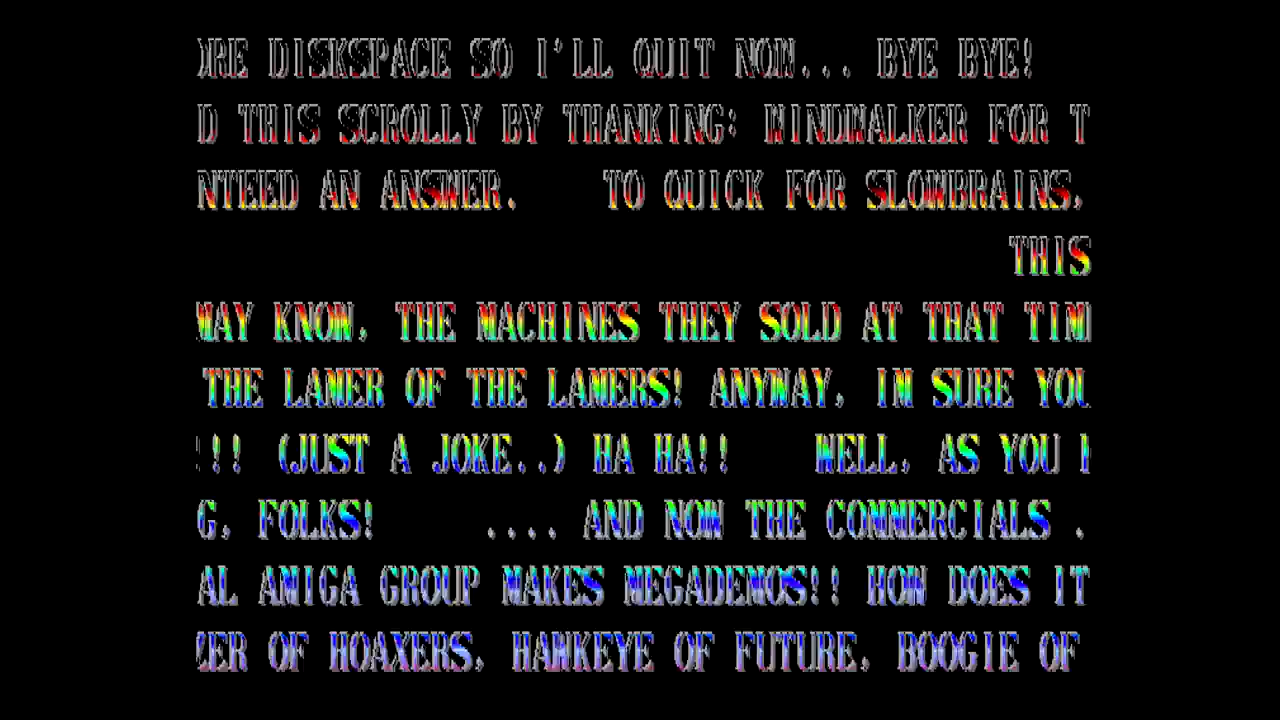 ORE DISKSPACE SO I'LL QUIT NOW... BYE BYE!
D THIS SCROLLY BY THANKING: WINDWALKER FOR T
NTEED AN ANSWER.    TO QUICK FOR SLOWBRAINS,
THIS
WAY KNOW, THE MACHINES THEY SOLD AT THAT TIM
THE LAMER OF THE LAMERS! ANYWAY, IM SURE YOU
!!! (JUST A JOKE..) HA HA!!    WELL, AS YOU
G, FOLKS!    .... AND NOW THE COMMERCIALS .
AL AMIGA GROUP MAKES MEGADEMOS!! HOW DOES IT
ZER OF HOAXERS, HAWKEYE OF FUTURE, BOOGIE OF